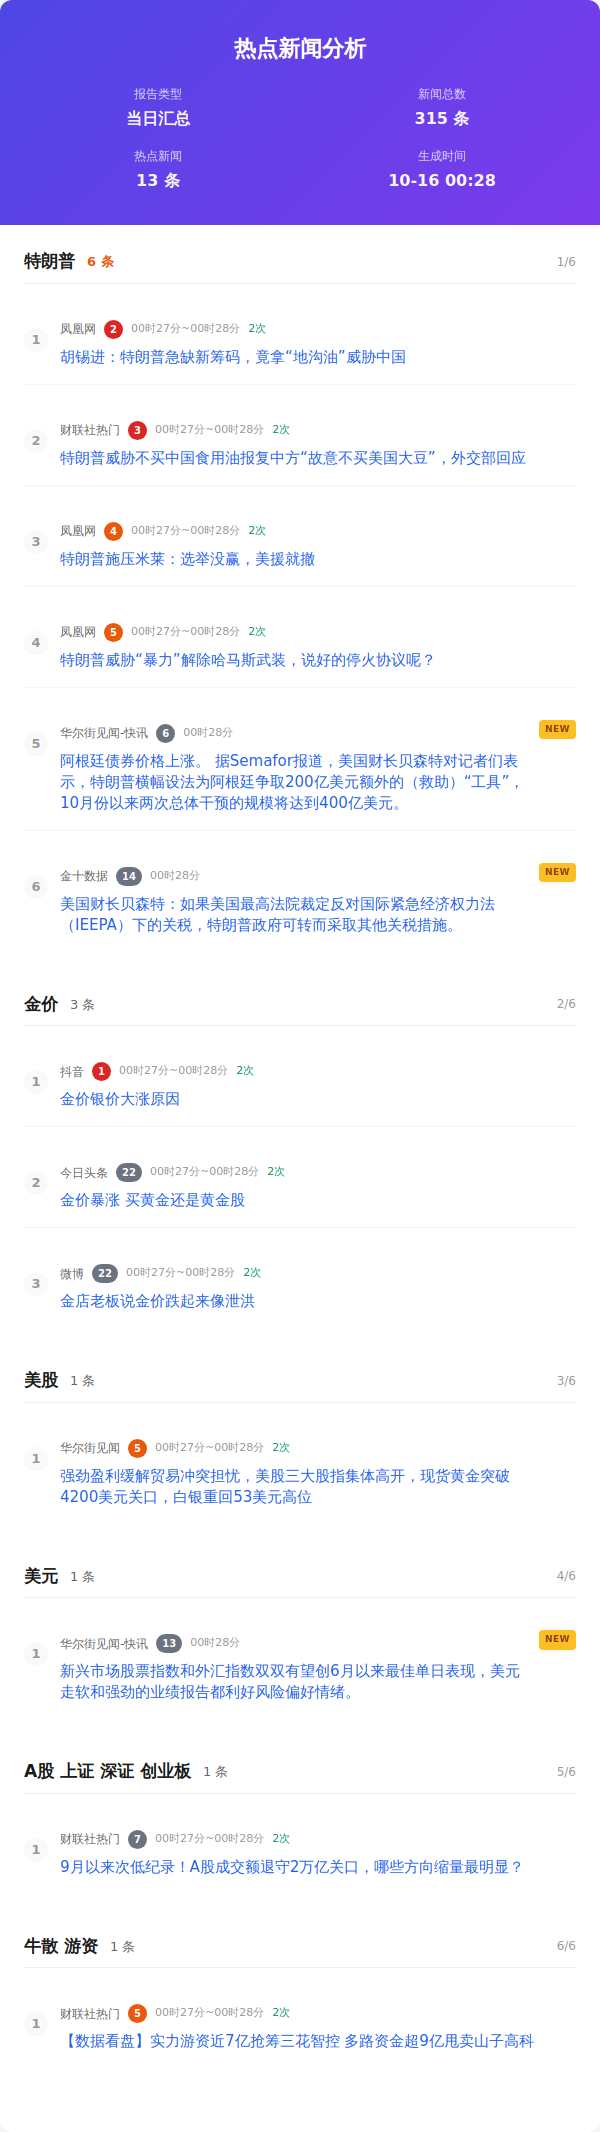 热点新闻分析
报告类型
新闻总数
当日汇总
315 条
热点新闻
生成时间
13 条
10-16 00:28
特朗普 6 条 1/6
1
凤凰网 2 00时27分~00时28分 2次
胡锡进：特朗普急缺新筹码，竟拿“地沟油”威胁中国
2
财联社热门 3 00时27分~00时28分 2次
特朗普威胁不买中国食用油报复中方“故意不买美国大豆”，外交部回应
3
凤凰网 4 00时27分~00时28分 2次
特朗普施压米莱：选举没赢，美援就撤
4
凤凰网 5 00时27分~00时28分 2次
特朗普威胁“暴力”解除哈马斯武装，说好的停火协议呢？
5
华尔街见闻-快讯 6 00时28分 NEW
阿根廷债券价格上涨。 据Semafor报道，美国财长贝森特对记者们表
示，特朗普横幅设法为阿根廷争取200亿美元额外的（救助）“工具”，
10月份以来两次总体干预的规模将达到400亿美元。
6
金十数据 14 00时28分 NEW
美国财长贝森特：如果美国最高法院裁定反对国际紧急经济权力法
（IEEPA）下的关税，特朗普政府可转而采取其他关税措施。
金价 3 条 2/6
1
抖音 1 00时27分~00时28分 2次
金价银价大涨原因
2
今日头条 22 00时27分~00时28分 2次
金价暴涨 买黄金还是黄金股
3
微博 22 00时27分~00时28分 2次
金店老板说金价跌起来像泄洪
美股 1 条 3/6
1
华尔街见闻 5 00时27分~00时28分 2次
强劲盈利缓解贸易冲突担忧，美股三大股指集体高开，现货黄金突破
4200美元关口，白银重回53美元高位
美元 1 条 4/6
1
华尔街见闻-快讯 13 00时28分 NEW
新兴市场股票指数和外汇指数双双有望创6月以来最佳单日表现，美元
走软和强劲的业绩报告都利好风险偏好情绪。
A股 上证 深证 创业板 1 条 5/6
1
财联社热门 7 00时27分~00时28分 2次
9月以来次低纪录！A股成交额退守2万亿关口，哪些方向缩量最明显？
牛散 游资 1 条 6/6
1
财联社热门 5 00时27分~00时28分 2次
【数据看盘】实力游资近7亿抢筹三花智控 多路资金超9亿甩卖山子高科